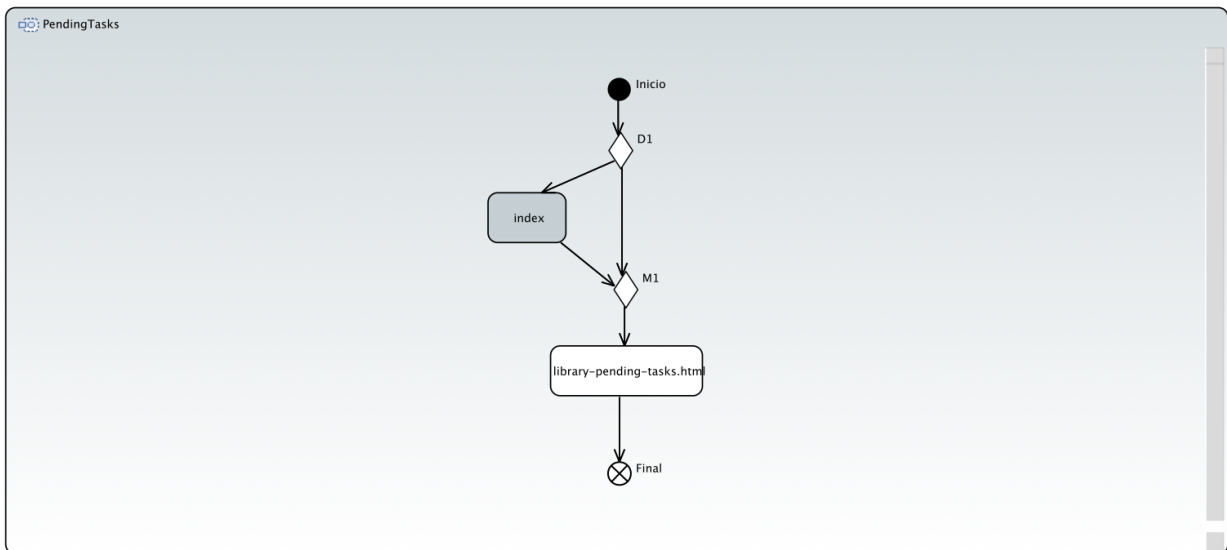 PendingTasks
Inicio
D1
index
M1
library-pending-tasks.html
Final